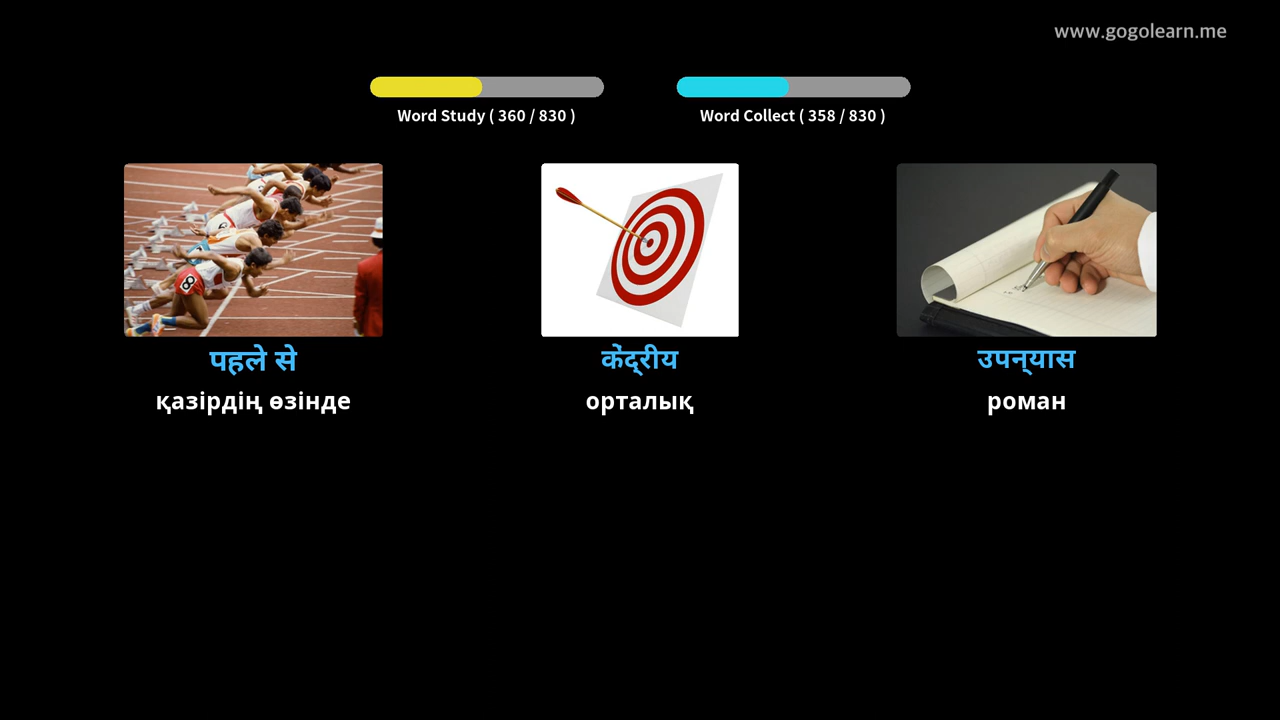 www.gogolearn.me
Word Study ( 360 / 830 )
Word Collect ( 358 / 830 )
पहले से
केंद्रीय
उपन्यास
қазірдің өзінде
орталық
роман